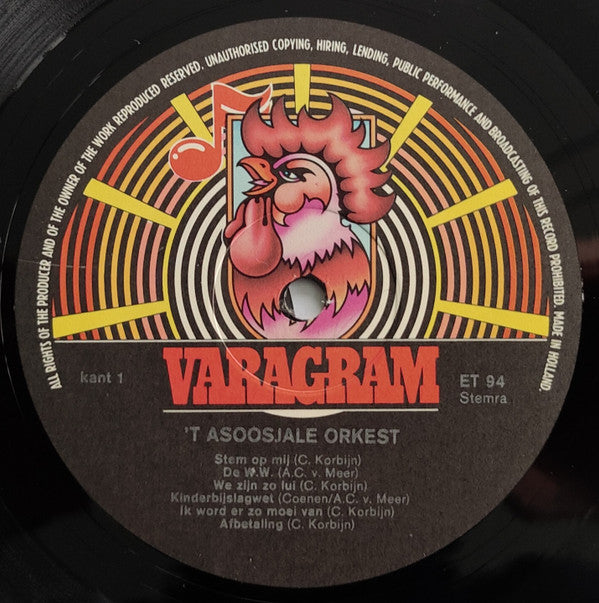 ALL RIGHTS OF THE PRODUCER AND OF THE OWNER OF THE WORK REPRODUCED RESERVED. UNAUTHORISED COPYING, HIRING, LENDING, PUBLIC PERFORMANCE AND BROADCASTING OF THIS RECORD PROHIBITED. MADE IN HOLLAND.
kant 1
VARAGRAM
ET 94
Stemra
'T ASOOSJALE ORKEST
Stem op mij (C. Korbijn)
De W.W. (A.C. v. Meer)
We zijn zo lui (C. Korbijn)
Kinderbijslagwet (Coenen/A.C. v. Meer)
Ik word er zo moei van (C. Korbijn)
Afbetaling (C. Korbijn)